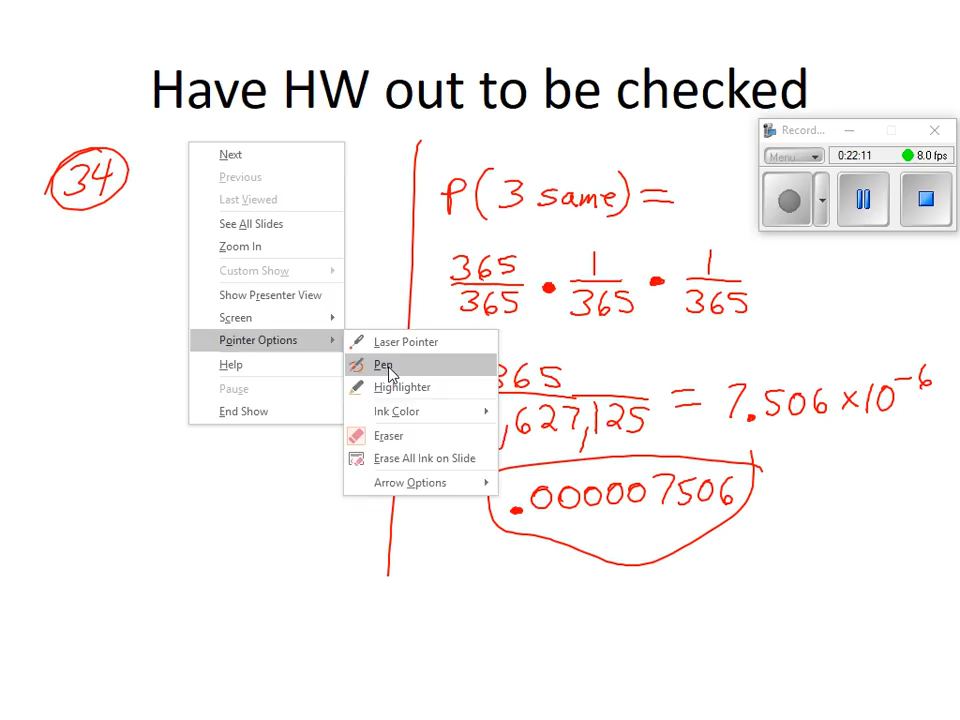 Have HW out to be checked
34
Next
Previous
Last Viewed
See All Slides
Zoom In
Custom Show
Show Presenter View
Screen
Pointer Options
Help
Pause
End Show
Laser Pointer
Pen
Highlighter
Ink Color
Eraser
Erase All Ink on Slide
Arrow Options
P(3 same) =
365/365 • 1/365 • 1/365
365/,627,125 = 7.506 x 10⁻⁶
.000007506
Record...
Menu
0:22:11
8.0 fps